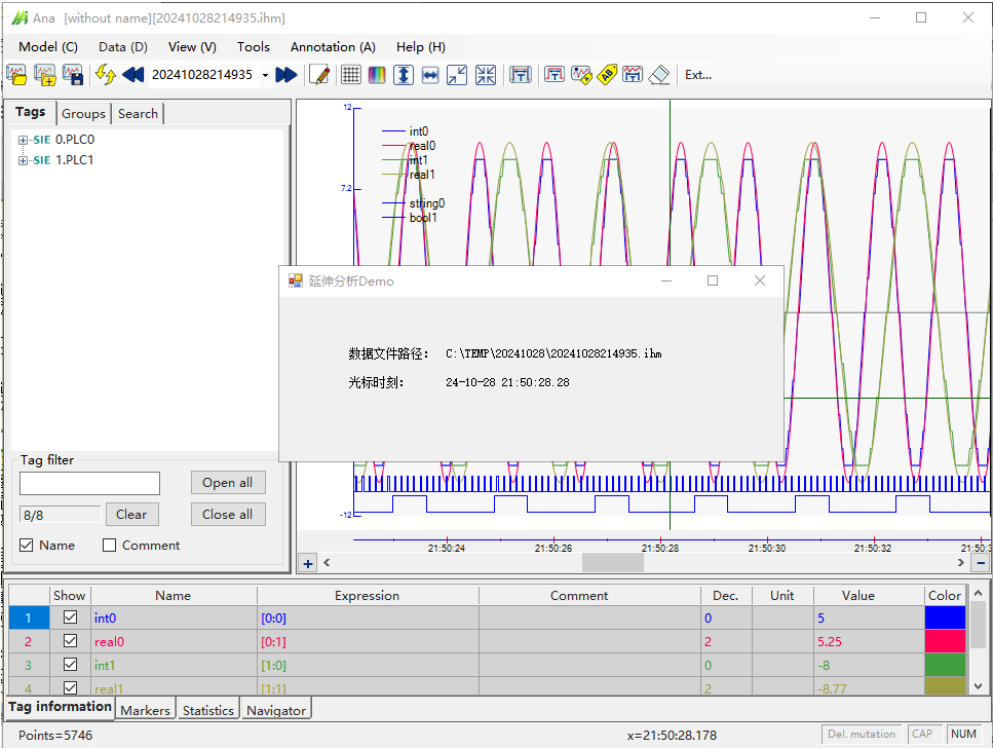 Ana [without name][20241028214935.ihm]
Model (C) Data (D) View (V) Tools Annotation (A) Help (H)
20241028214935 AB Ext...
Tags Groups Search
SIE 0.PLC0
SIE 1.PLC1
12
7.2
-12
int0
real0
int1
real1
string0
bool1
延伸分析Demo
数据文件路径: C:\TEMP\20241028\20241028214935.ihm
光标时刻: 24-10-28 21:50:28.28
Tag filter
Open all
8/8 Clear Close all
Name Comment
21:50:24 21:50:26 21:50:28 21:50:30 21:50:32 21:50:3
Show Name Expression Comment Dec. Unit Value Color
1 int0 [0:0] 0 5
2 real0 [0:1] 2 5.25
3 int1 [1:0] 0 -8
4 real1 [1:1] 2 -8.77
Tag information Markers Statistics Navigator
Points=5746 x=21:50:28.178 Del. mutation CAP NUM